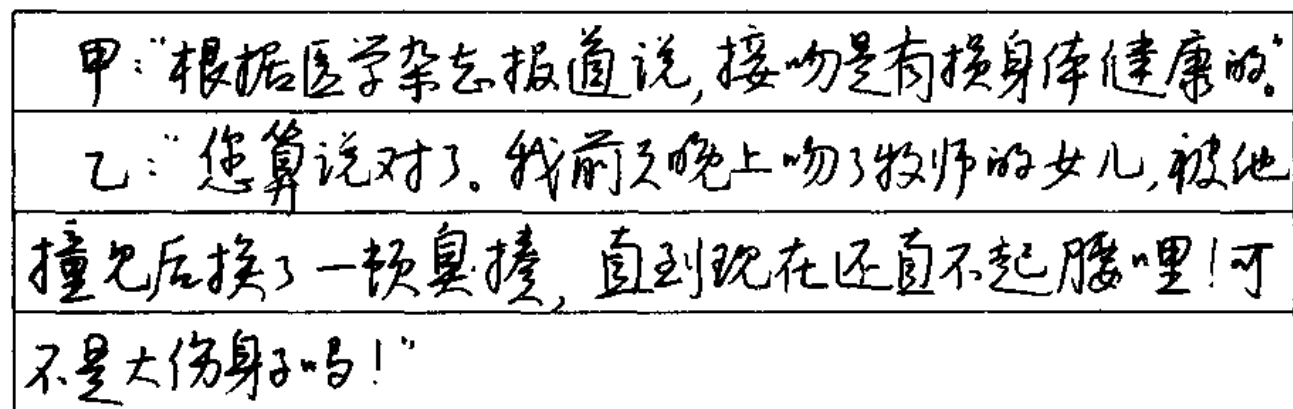 甲:"根据医学杂志报道说,接吻是有损身体健康的。"
乙:"您算说对了。我前天晚上吻了牧师的女儿,被他
撞见后换了一顿臭揍,直到现在还直不起腰哩!可
不是大伤身子吗!"